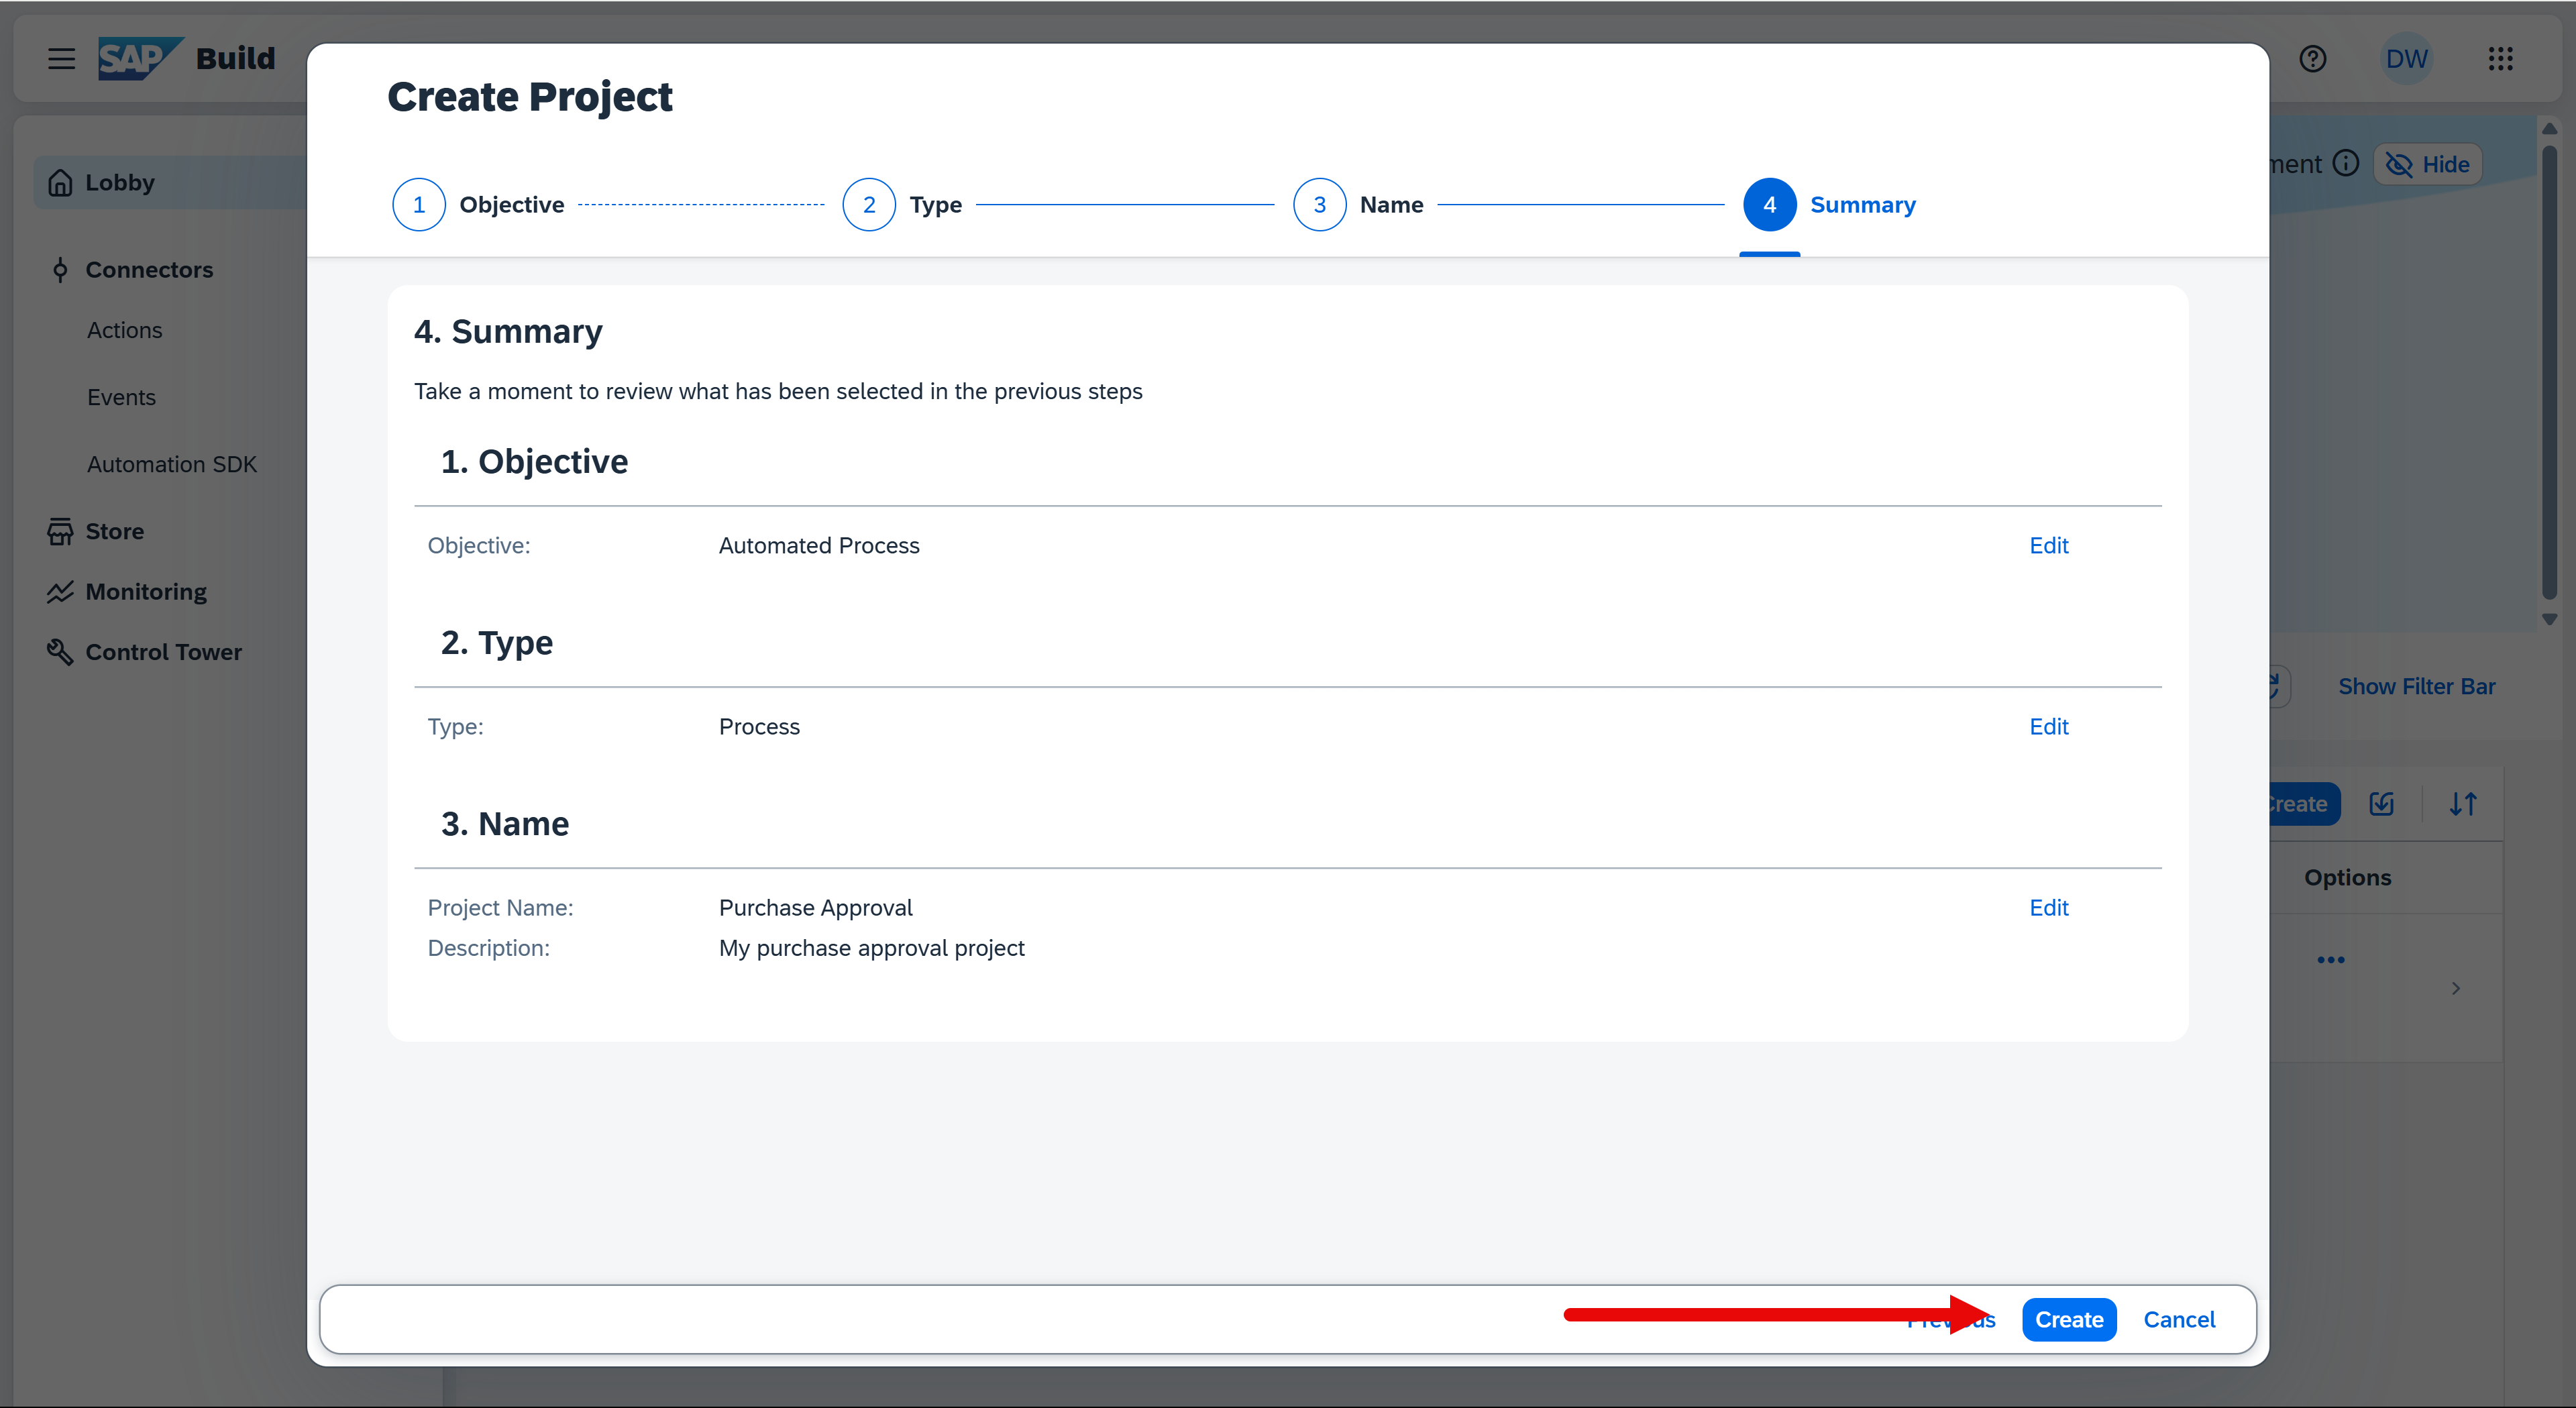 SAP Build
DW
Create Project
1 Objective 2 Type 3 Name 4 Summary
Lobby
Connectors
Actions
Events
Automation SDK
Store
Monitoring
Control Tower
Hide
4. Summary
Take a moment to review what has been selected in the previous steps
1. Objective
Objective: Automated Process Edit
2. Type
Type: Process Edit
3. Name
Project Name: Purchase Approval Edit
Description: My purchase approval project
Show Filter Bar
Create
Options
Create Cancel